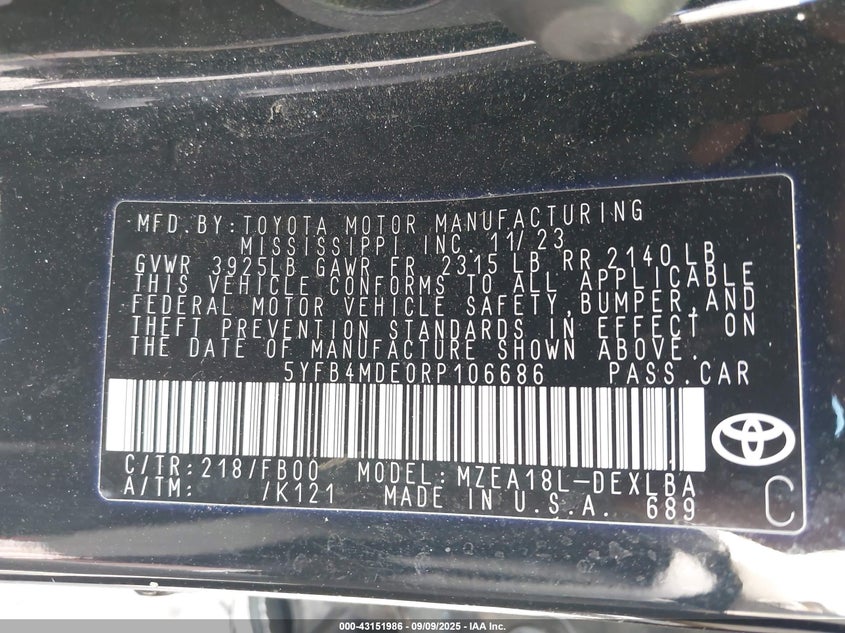 MFD.BY:TOYOTA MOTOR MANUFACTURING
MISSISSIPPI INC. 11/23
GVWR 3925LB GAWR FR 2315 LB RR 2140 LB
THIS VEHICLE CONFORMS TO ALL APPLICABLE
FEDERAL MOTOR VEHICLE SAFETY,BUMPER,AND
THEFT PREVENTION STANDARDS IN EFFECT ON
THE DATE OF MANUFACTURE SHOWN ABOVE.
5YFB4MDE0RP106686 PASS.CAR
C/TR:218/FB00 MODEL:MZEA18L-DEXLBA
A/TM: /K121 MADE IN U.S.A. 689
C
000-43151986 - 09/09/2025 - IAA Inc.